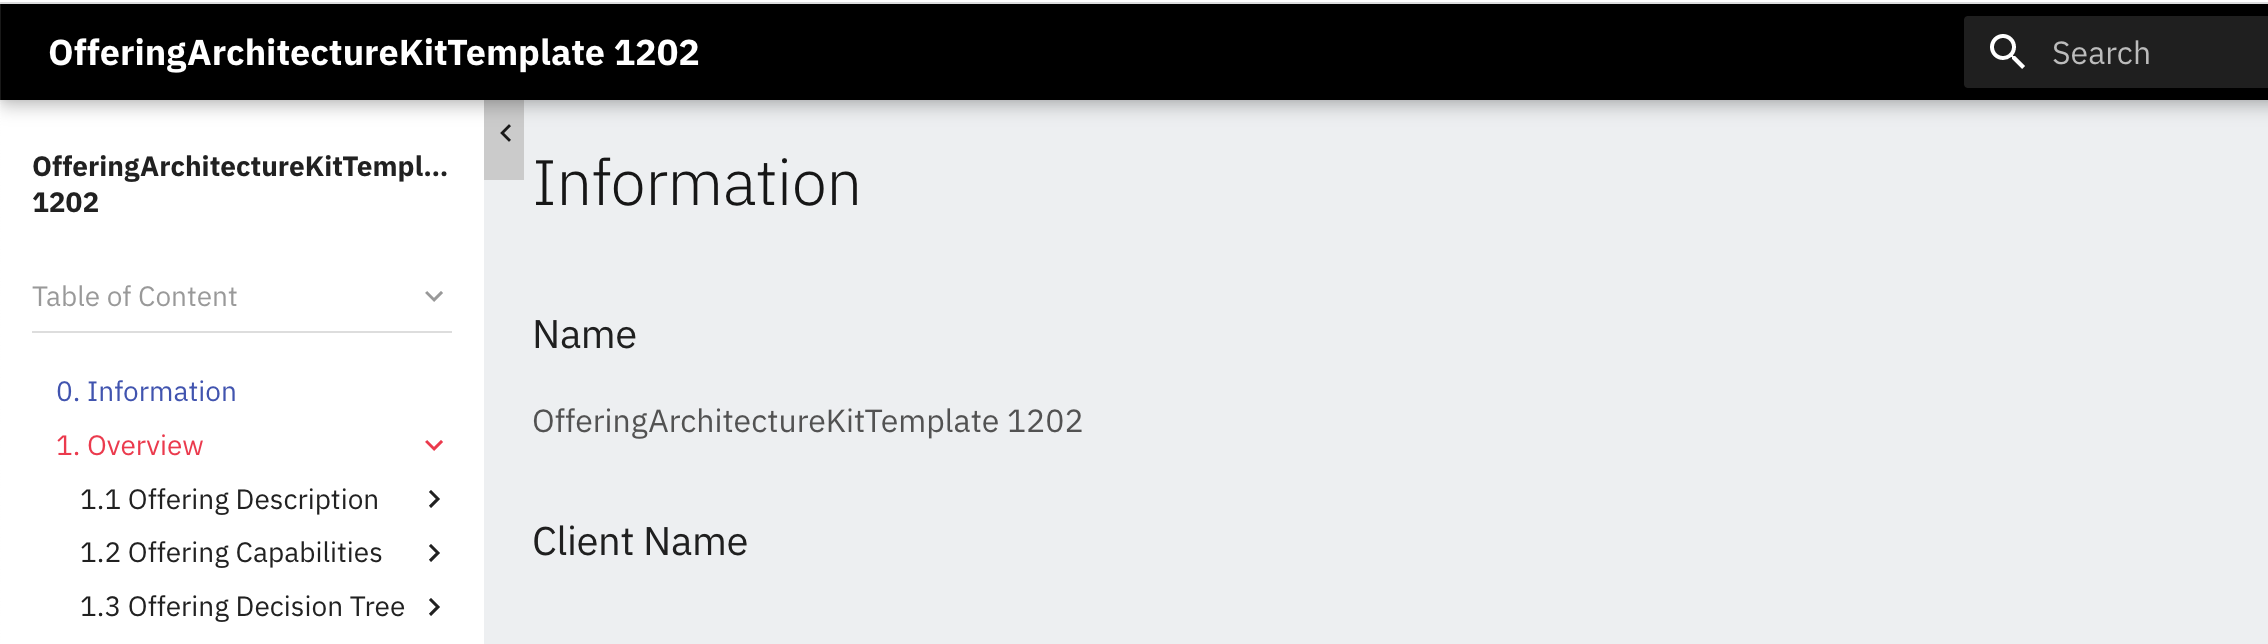 OfferingArchitectureKitTemplate 1202
Search
OfferingArchitectureKitTempl...
1202
Table of Content
0. Information
1. Overview
1.1 Offering Description
1.2 Offering Capabilities
1.3 Offering Decision Tree
Information
Name
OfferingArchitectureKitTemplate 1202
Client Name